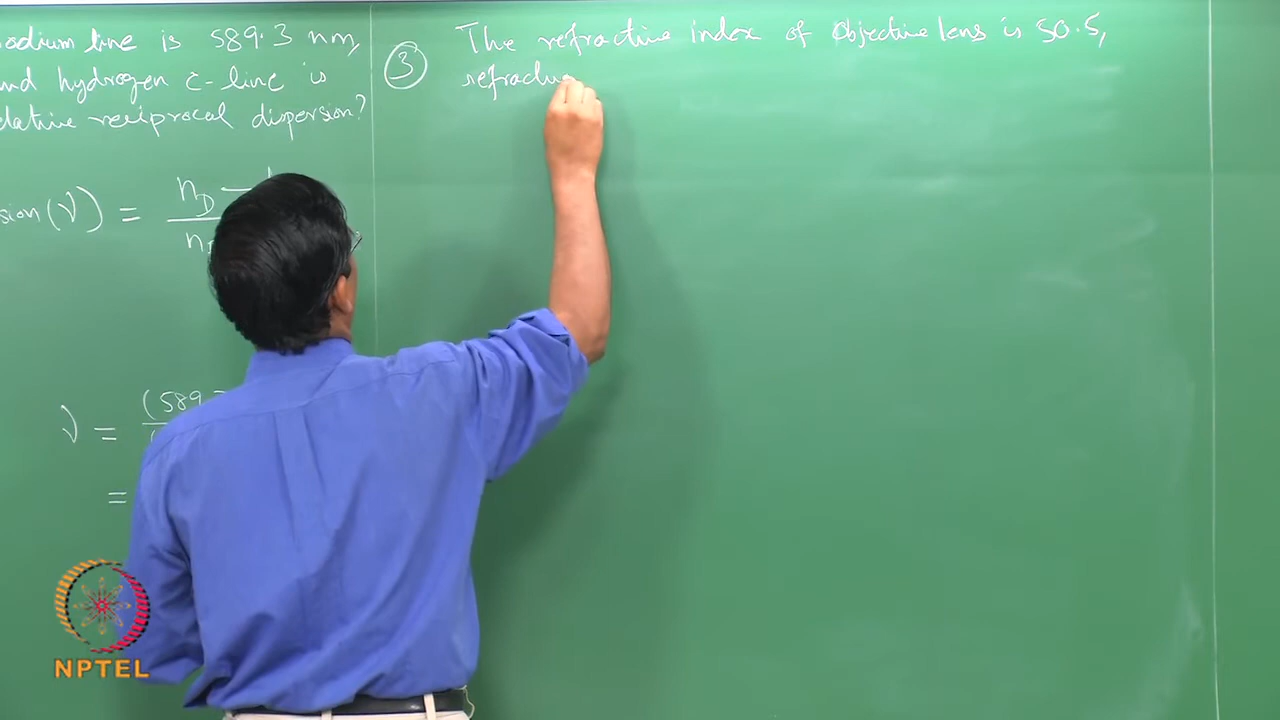 sodium line is 589.3 nm,
and hydrogen c-line is
relative reciprocal dispersion?
sion (ν) = nD – 1
ν = (589
=
③ The refractive index of objective lens is 50.5,
refractive
NPTEL